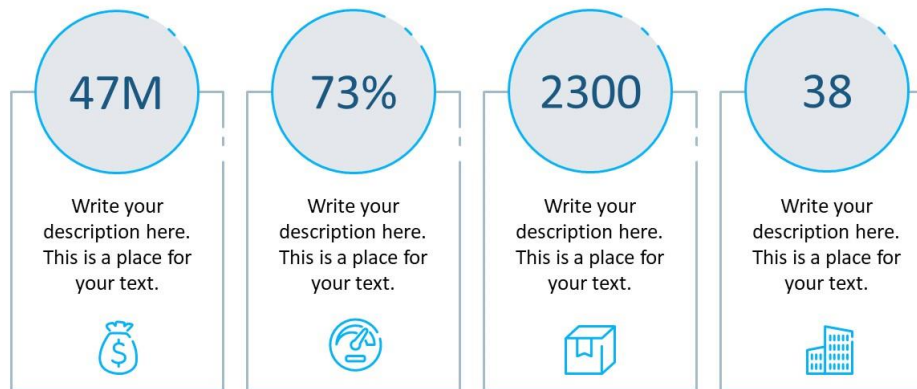 47M
Write your
description here.
This is a place for
your text.
$
73%
Write your
description here.
This is a place for
your text.
2300
Write your
description here.
This is a place for
your text.
38
Write your
description here.
This is a place for
your text.